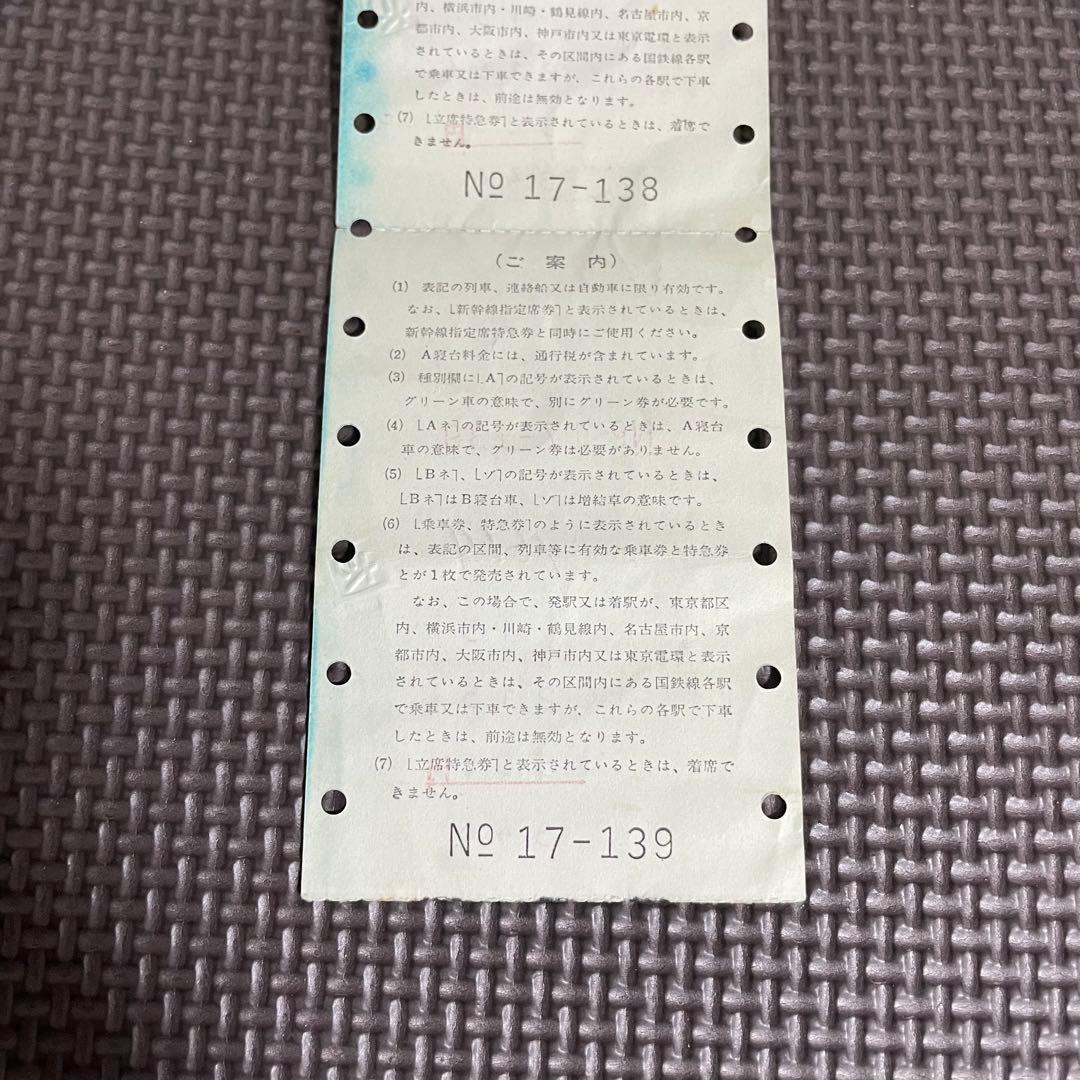 内、横浜市内・川崎・鶴見線内、名古屋市内、京
都市内、大阪市内、神戸市内又は東京電環と表示
されているときは、その区間内にある国鉄線各駅
で乗車又は下車できますが、これらの各駅で下車
したときは、前途は無効となります。
(7) 「立席特急券」と表示されているときは、着席で
きません。
№ 17-138
(ご案内)
(1) 表記の列車、連絡船又は自動車に限り有効です。
なお、「新幹線指定席券」と表示されているときは、
新幹線指定席特急券と同時にご使用ください。
(2) A寝台料金には、通行税が含まれています。
(3) 種別欄に「A」の記号が表示されているときは、
グリーン車の意味で、別にグリーン券が必要です。
(4) 「Aネ」の記号が表示されているときは、A寝台
車の意味で、グリーン券は必要がありません。
(5) 「Bネ」、「ゾ」の記号が表示されているときは、
「Bネ」はB寝台車、「ゾ」は増結車の意味です。
(6) 「乗車券、特急券」のように表示されているとき
は、表記の区間、列車等に有効な乗車券と特急券
とが1枚で発売されています。
なお、この場合で、発駅又は着駅が、東京都区
内、横浜市内・川崎・鶴見線内、名古屋市内、京
都市内、大阪市内、神戸市内又は東京電環と表示
されているときは、その区間内にある国鉄線各駅
で乗車又は下車できますが、これらの各駅で下車
したときは、前途は無効となります。
(7) 「立席特急券」と表示されているときは、着席で
きません。
№ 17-139